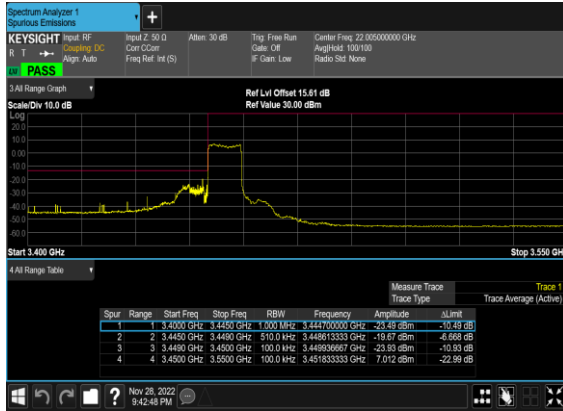 Spectrum Analyzer 1
Spurious Emissions
+
KEYSIGHT Input: RF Input Z: 50 Ω Atten: 30 dB Trig: Free Run Center Freq: 22.005000000 GHz
R T Coupling: DC Corr CCorr Gate: Off Avg|Hold: 100/100
Align: Auto Freq Ref: Int (S) IF Gain: Low Radio Std: None
PASS
3 All Range Graph
Ref Lvl Offset 15.61 dB
Scale/Div 10.0 dB Ref Value 30.00 dBm
Log
20.0
10.0
0.00
-10.0
-20.0
-30.0
-40.0
-50.0
-60.0
Start 3.400 GHz Stop 3.550 GH
4 All Range Table
Measure Trace Trace 1
Trace Type Trace Average (Active)
Spur Range Start Freq Stop Freq RBW Frequency Amplitude ΔLimit
1 1 3.4000 GHz 3.4450 GHz 1.000 MHz 3.444700000 GHz -23.49 dBm -10.49 dB
2 2 3.4450 GHz 3.4490 GHz 510.0 kHz 3.448613333 GHz -19.67 dBm -6.668 dB
3 3 3.4490 GHz 3.4500 GHz 100.0 kHz 3.449936667 GHz -23.93 dBm -10.93 dB
4 4 3.4500 GHz 3.5500 GHz 100.0 kHz 3.451833333 GHz 7.012 dBm -22.99 dB
? Nov 28, 2022
9:42:48 PM